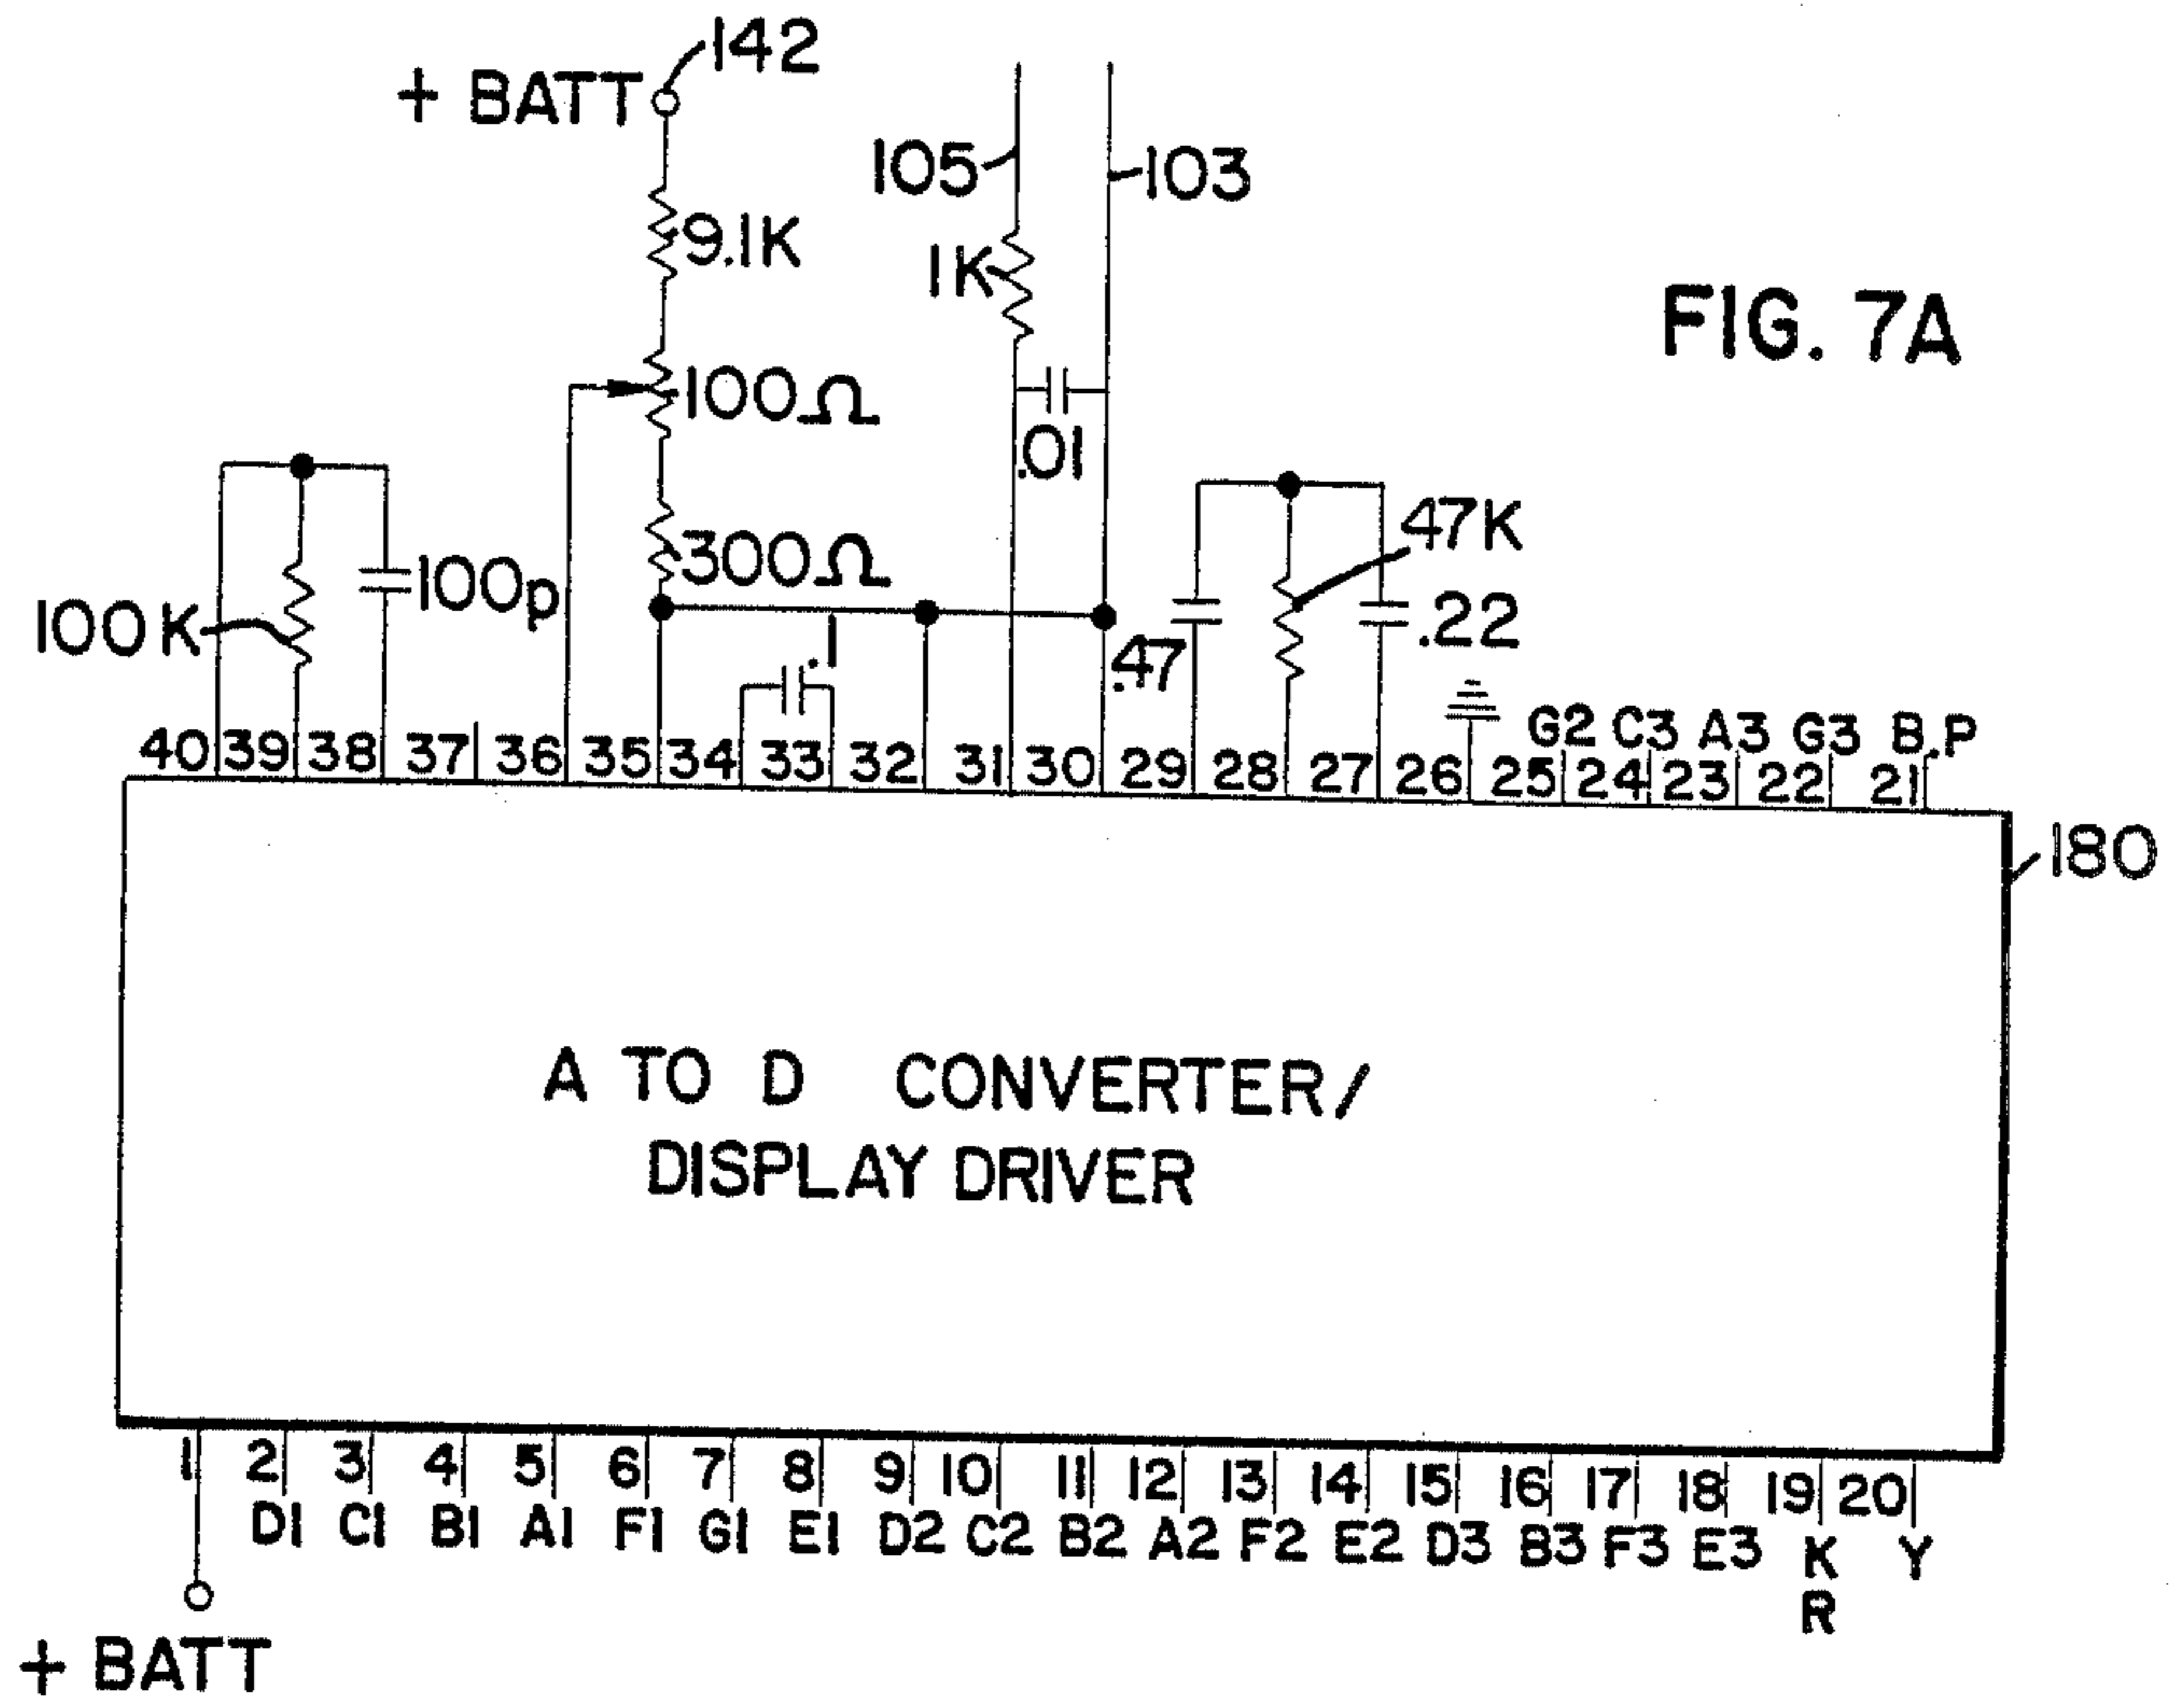 142
+ BATT
105
103
9.1K
1K
FIG. 7A
100Ω
.01
47K
300Ω
100p
100K
.22
.1
.47
G2 C3 A3 G3 B.P
40 39 38 37 36 35 34 33 32 31 30 29 28 27 26 25 24 23 22 21
180
A TO D CONVERTER/
DISPLAY DRIVER
1 2 3 4 5 6 7 8 9 10 11 12 13 14 15 16 17 18 19 20
D1 C1 B1 A1 F1 G1 E1 D2 C2 B2 A2 F2 E2 D3 B3 F3 E3 K Y
R
+ BATT